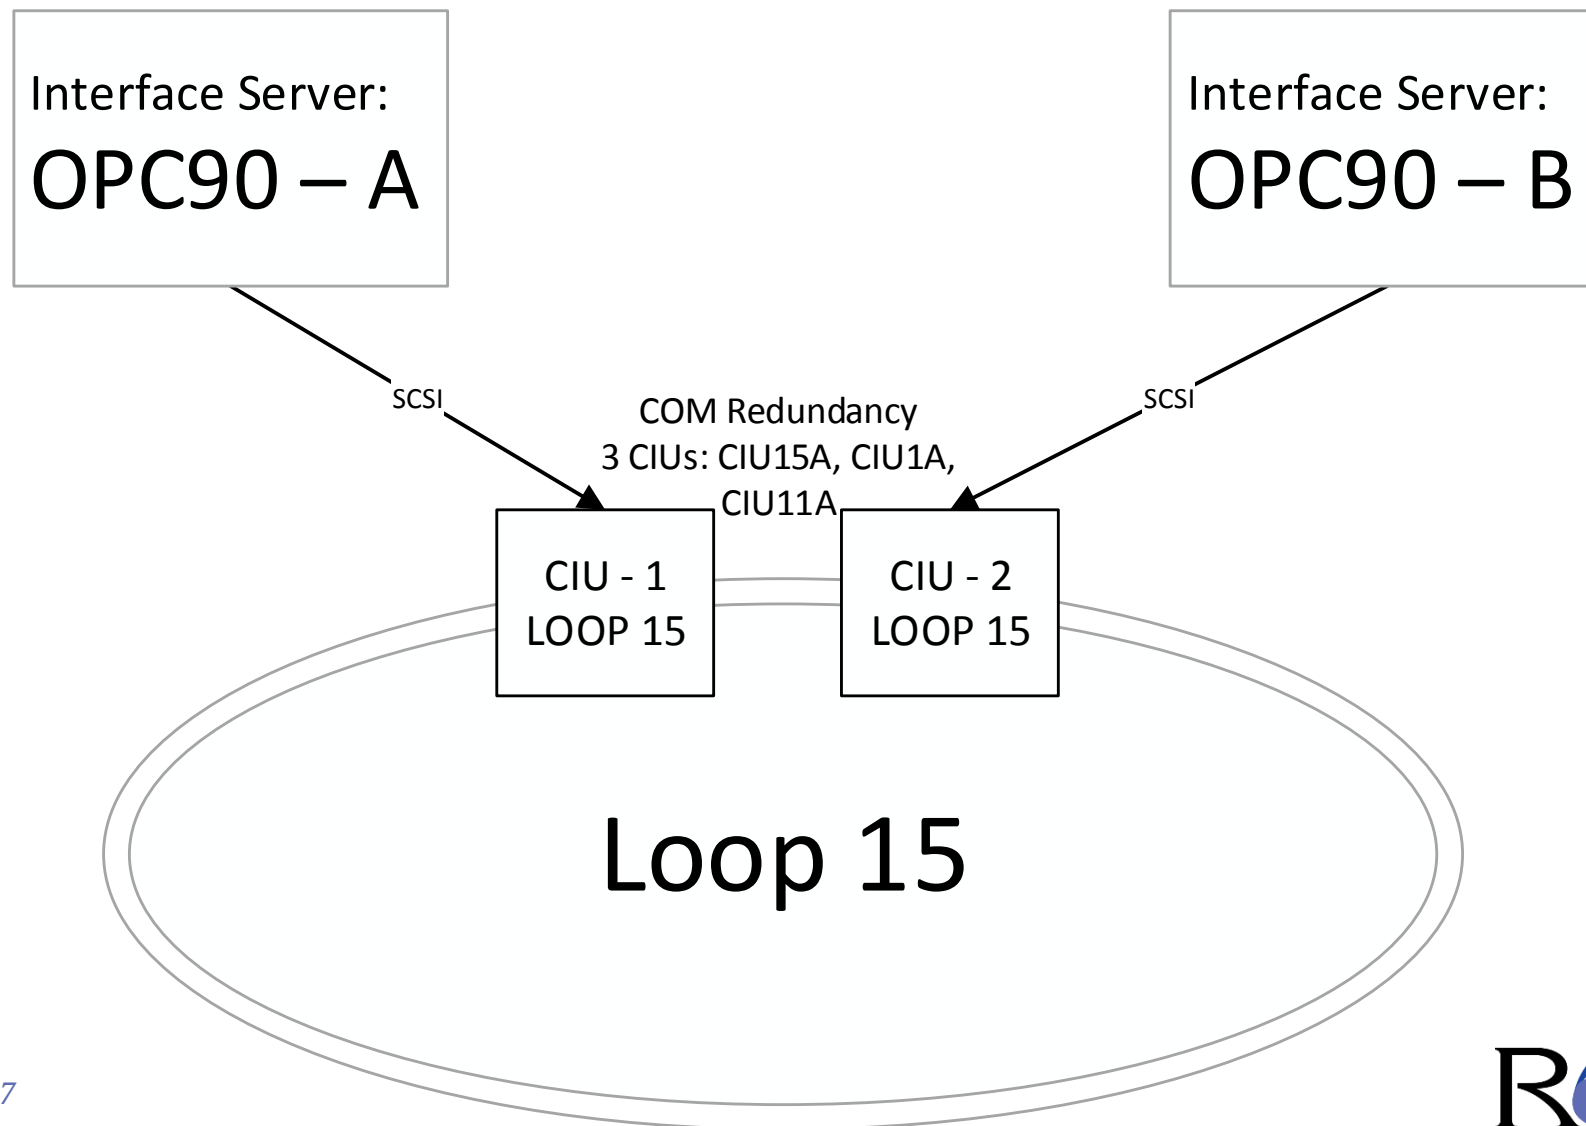 Interface Server:
OPC90 – A
Interface Server:
OPC90 – B
SCSI
SCSI
COM Redundancy
3 CIUs: CIU15A, CIU1A,
CIU11A
CIU - 1
LOOP 15
CIU - 2
LOOP 15
Loop 15
7